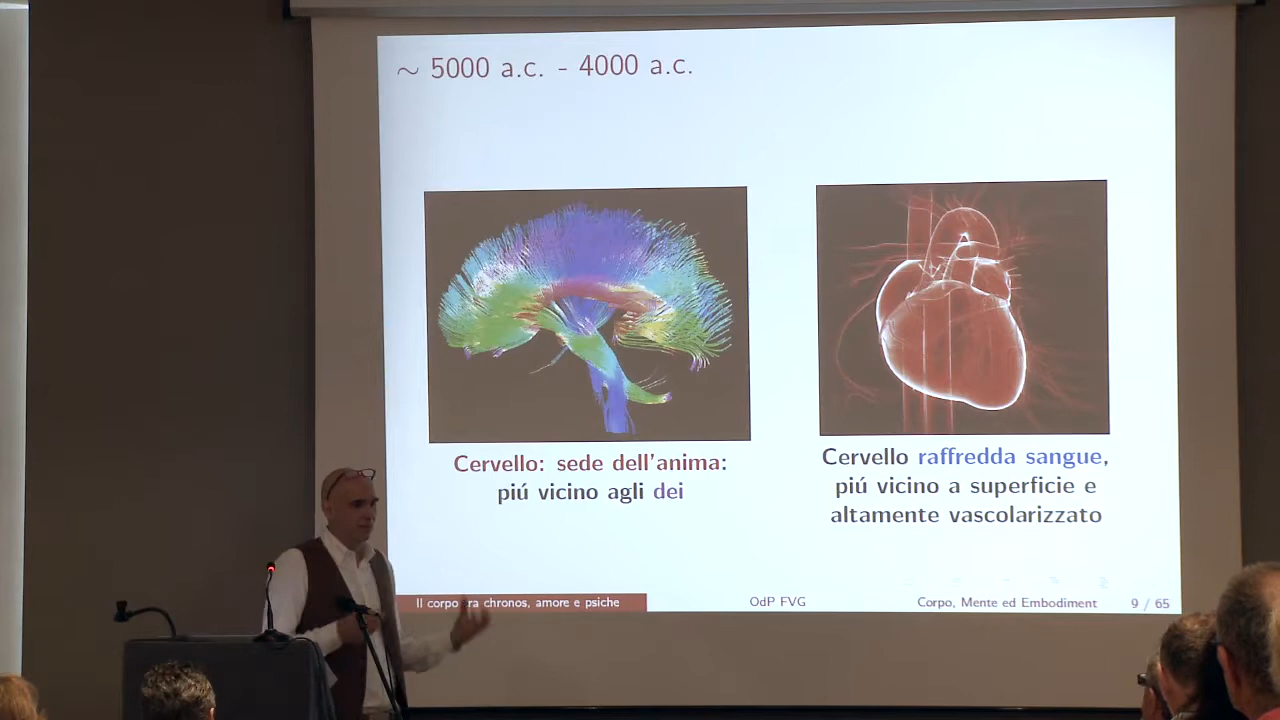 ~ 5000 a.c. - 4000 a.c.
Cervello: sede dell'anima:
piú vicino agli dei
Cervello raffredda sangue,
piú vicino a superficie e
altamente vascolarizzato
Il corpo tra chronos, amore e psiche
OdP FVG
Corpo, Mente ed Embodiment
9 / 65